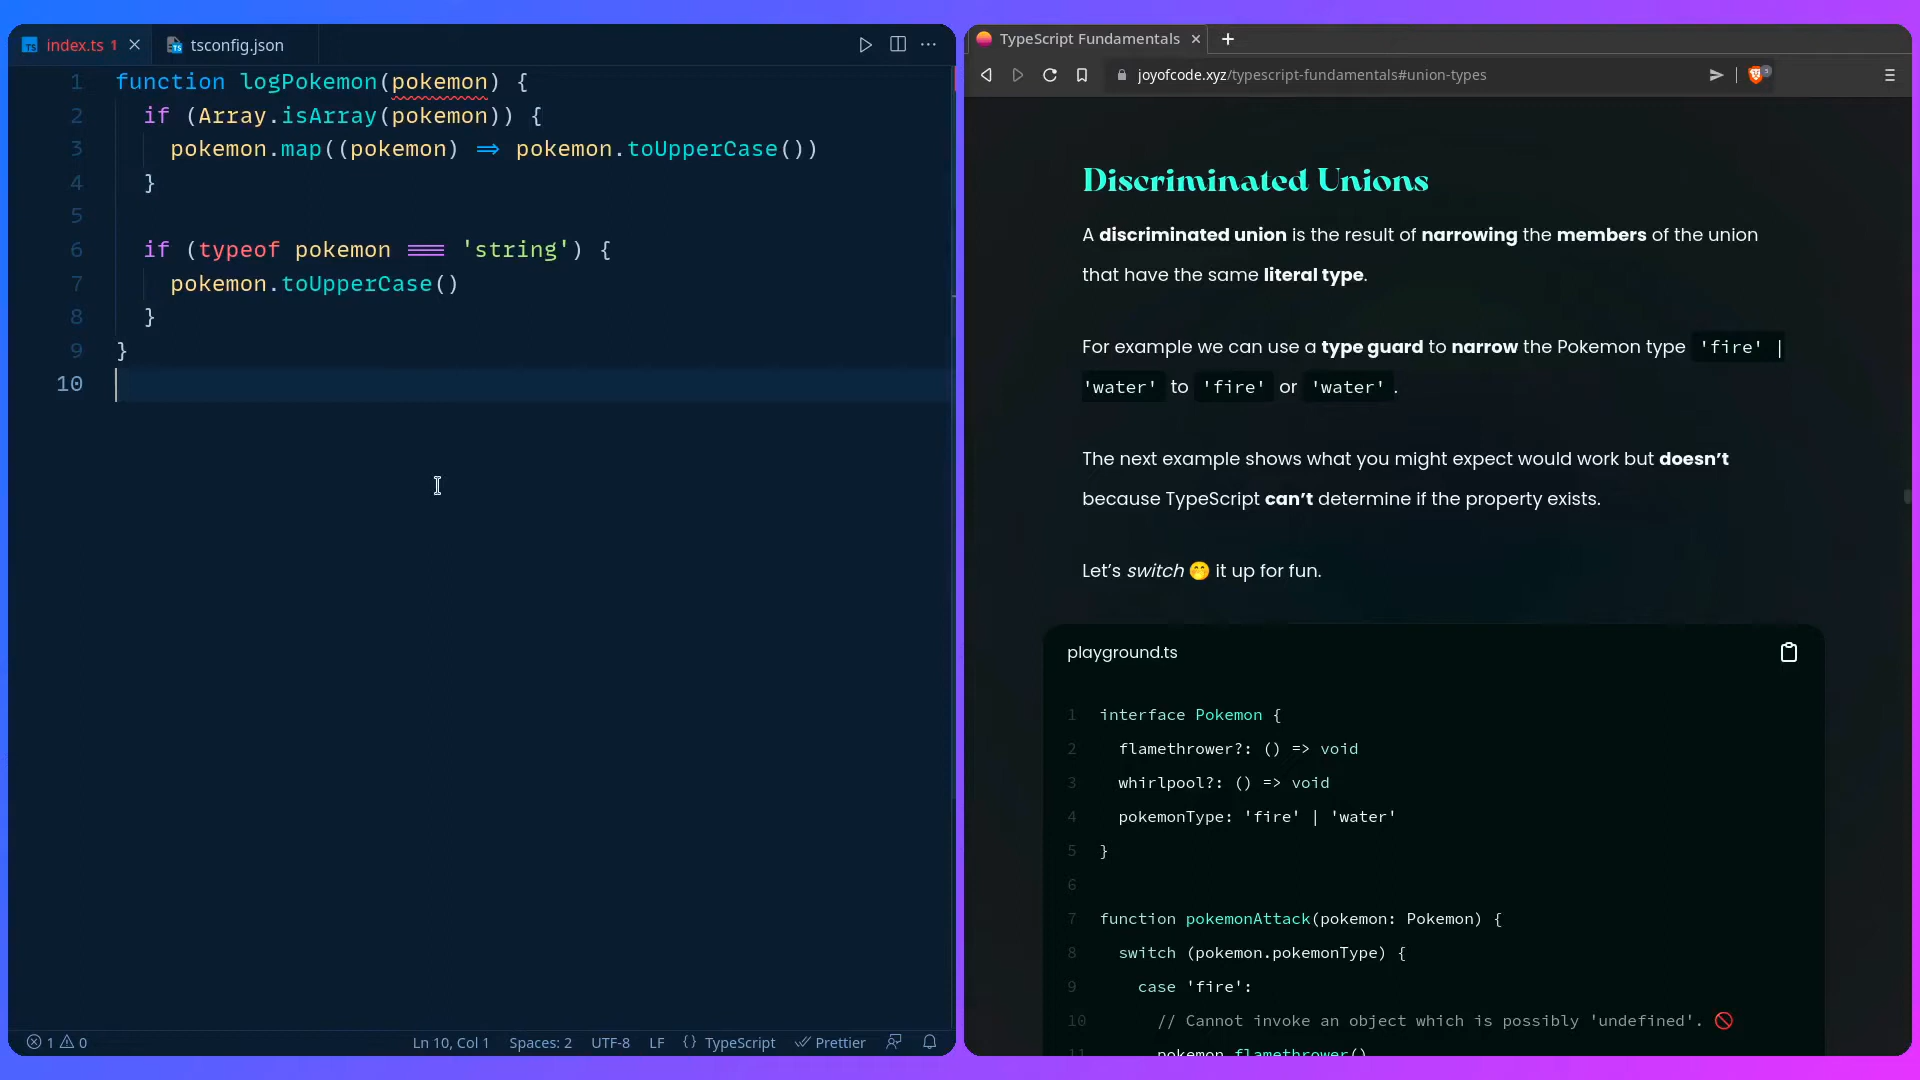 index.ts 1
tsconfig.json
1 function logPokemon(pokemon) {
2 if (Array.isArray(pokemon)) {
3 pokemon.map((pokemon) => pokemon.toUpperCase())
4 }
5
6 if (typeof pokemon === 'string') {
7 pokemon.toUpperCase()
8 }
9 }
10
1 0
Ln 10, Col 1
Spaces: 2
UTF-8
LF
{} TypeScript
Prettier
TypeScript Fundamentals
joyofcode.xyz/typescript-fundamentals#union-types
3
Discriminated Unions
A discriminated union is the result of narrowing the members of the union
that have the same literal type.
For example we can use a type guard to narrow the Pokemon type 'fire' |
'water' to 'fire' or 'water'.
The next example shows what you might expect would work but doesn’t
because TypeScript can’t determine if the property exists.
Let’s switch 🤭 it up for fun.
playground.ts
1 interface Pokemon {
2 flamethrower?: () => void
3 whirlpool?: () => void
4 pokemonType: 'fire' | 'water'
5 }
6
7 function pokemonAttack(pokemon: Pokemon) {
8 switch (pokemon.pokemonType) {
9 case 'fire':
10 // Cannot invoke an object which is possibly 'undefined'. 🚫
11 pokemon.flamethrower()